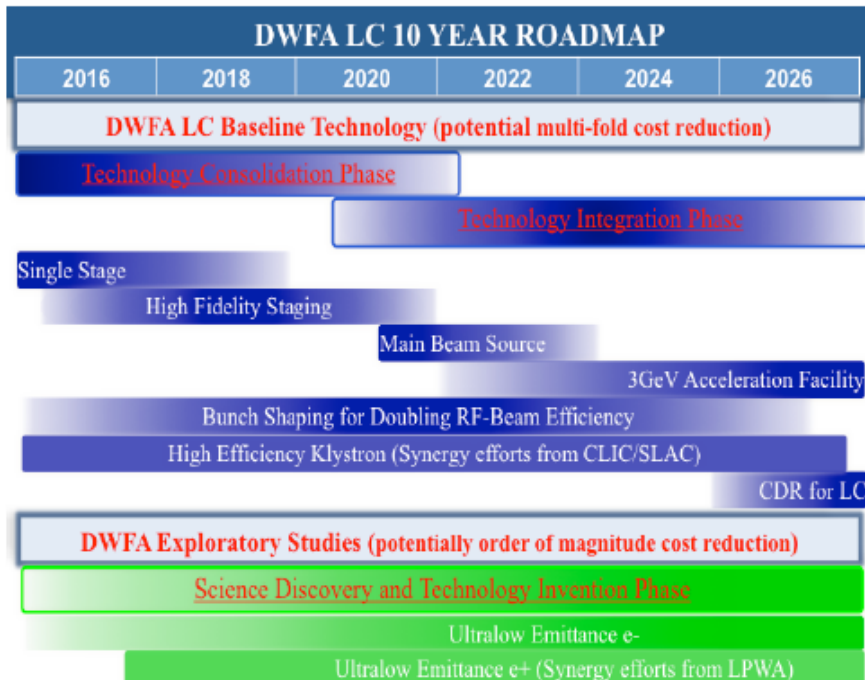 DWFA LC 10 YEAR ROADMAP
2016 2018 2020 2022 2024 2026
DWFA LC Baseline Technology (potential multi-fold cost reduction)
Technology Consolidation Phase
Technology Integration Phase
Single Stage
High Fidelity Staging
Main Beam Source
3GeV Acceleration Facility
Bunch Shaping for Doubling RF-Beam Efficiency
High Efficiency Klystron (Synergy efforts from CLIC/SLAC)
CDR for LC
DWFA Exploratory Studies (potentially order of magnitude cost reduction)
Science Discovery and Technology Invention Phase
Ultralow Emittance e-
Ultralow Emittance e+ (Synergy efforts from LPWA)